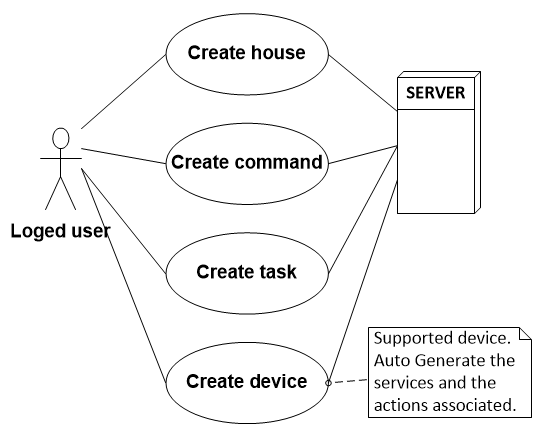 Create house
SERVER
Create command
Loged user
Create task
Create device
Supported device.
Auto Generate the
services and the
actions associated.